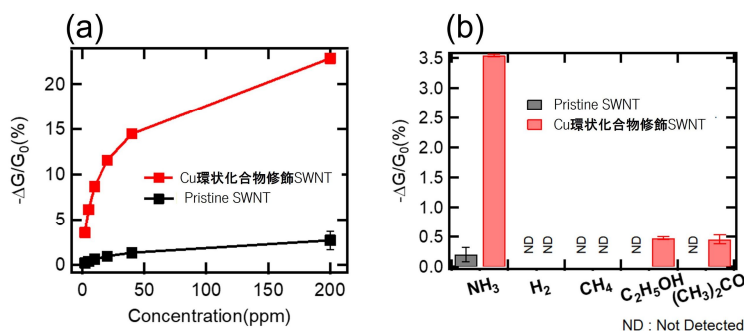 (a)
-ΔG/G0(%)
20
15
10
5
0
Cu環状化合物修飾SWNT
Pristine SWNT
0
50
100
150
200
Concentration(ppm)
(b)
-ΔG/G0(%)
3.5
3.0
2.5
2.0
1.5
1.0
0.5
0.0
Pristine SWNT
Cu環状化合物修飾SWNT
ND
ND
ND
ND
ND
ND
NH3
H2
CH4
C2H5OH
(CH3)2CO
ND : Not Detected